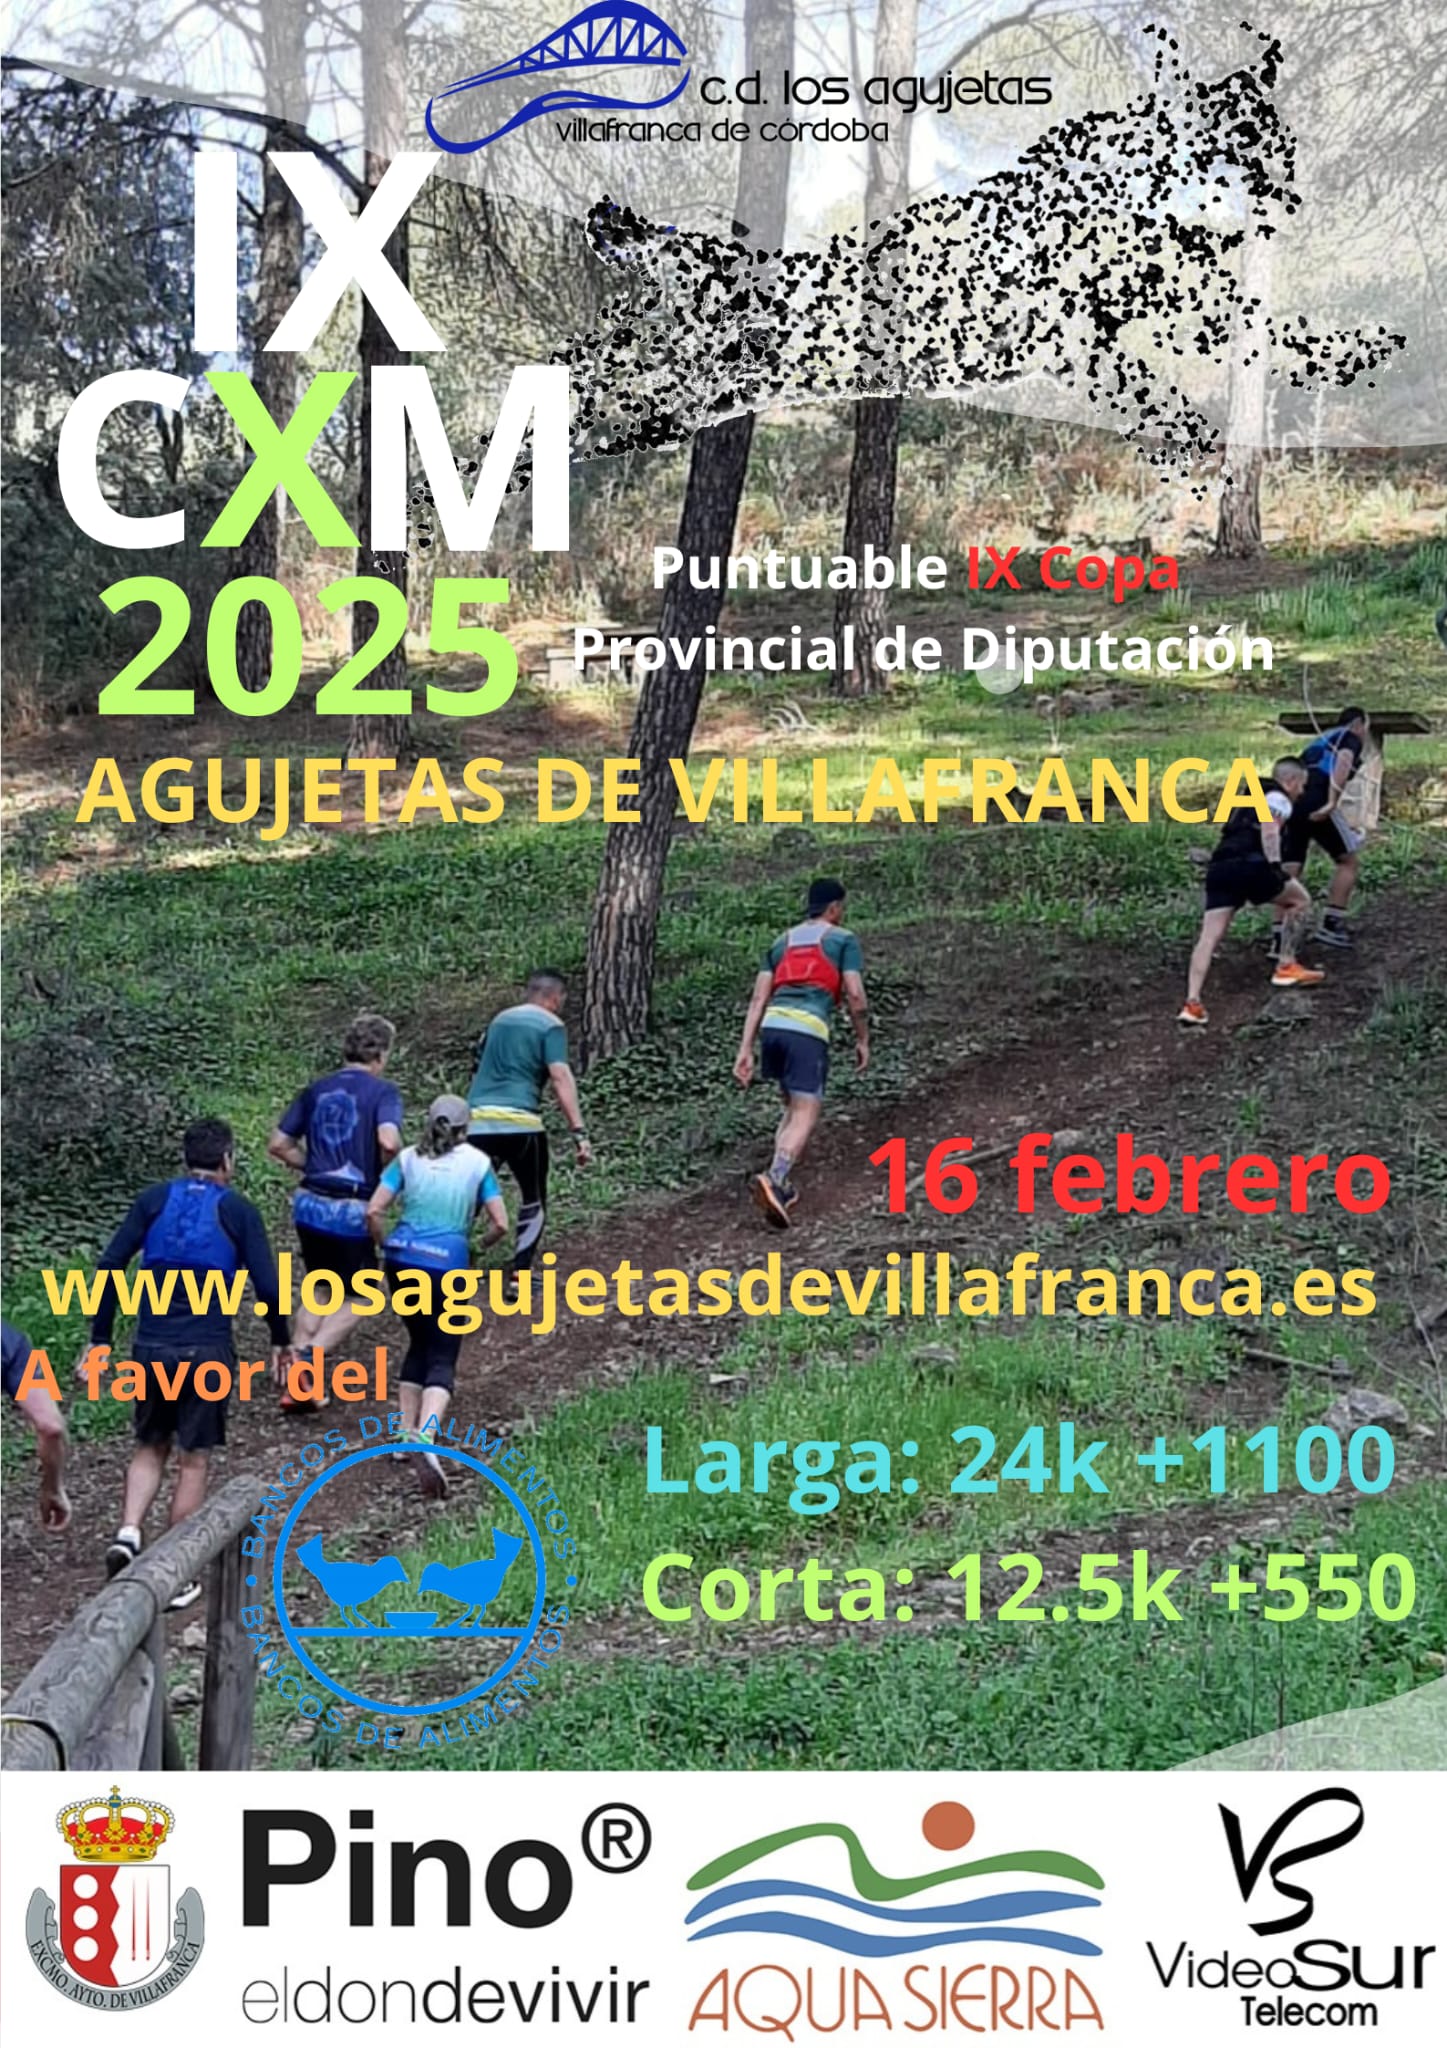 c.d. los agujetas
villafranca de córdoba
IX
CXM
2025
Puntuable IX Copa
Provincial de Diputación
AGUJETAS DE VILLAFRANCA
16 febrero
www.losagujetasdevillafranca.es
A favor del
BANCOS DE ALIMENTOS
BANCOS DE ALIMENTOS
Larga: 24k +1100
Corta: 12.5k +550
EXCMO. AYTO. DE VILLAFRANCA
Pino®
eldondevivir
AQUA SIERRA
VS
VideoSur
Telecom